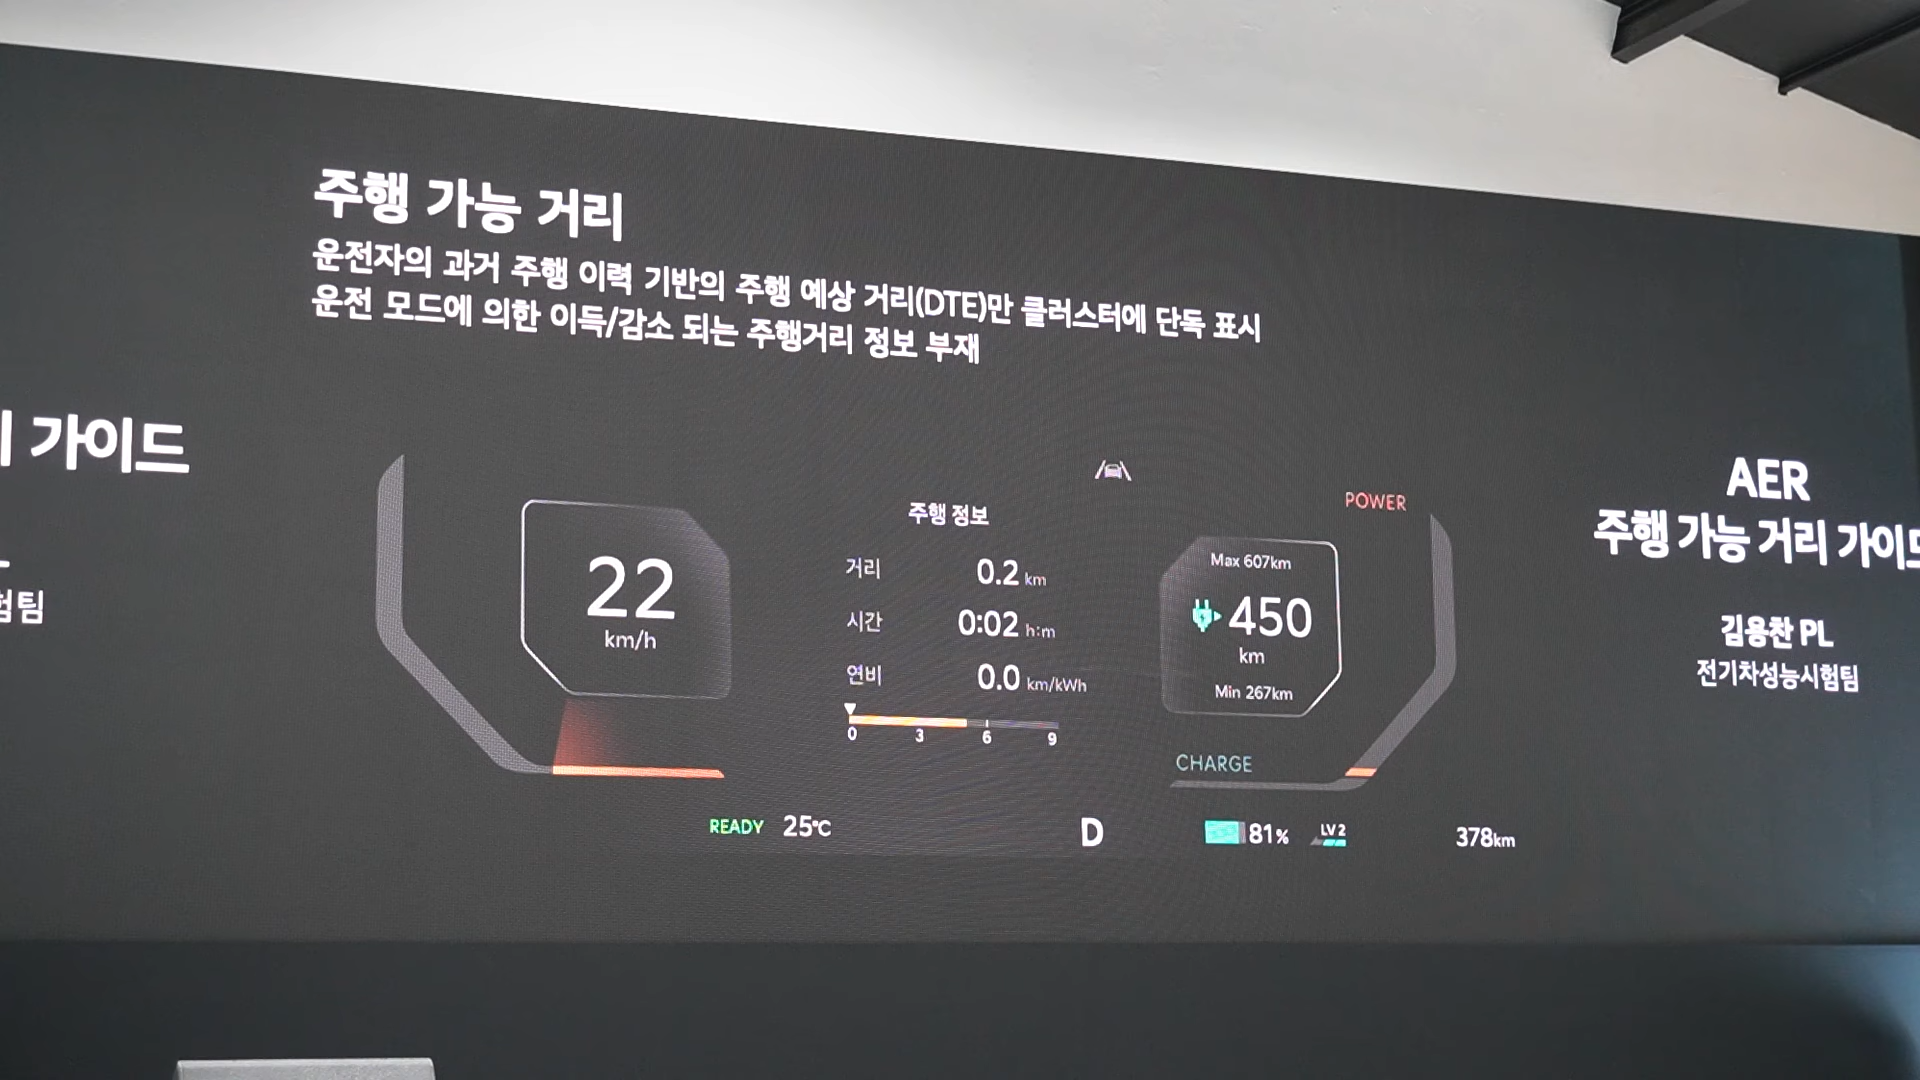 주행 가능 거리
운전자의 과거 주행 이력 기반의 주행 예상 거리(DTE)만 클러스터에 단독 표시
운전 모드에 의한 이득/감소 되는 주행거리 정보 부재
가이드
험팀
22
km/h
주행 정보
거리 0.2 km
시간 0:02 h:m
연비 0.0 km/kWh
0 3 6 9
POWER
Max 607km
450
km
Min 267km
CHARGE
READY 25°C
D
81%
LV 2
378km
AER
주행 가능 거리 가이드
김용찬 PL
전기차성능시험팀